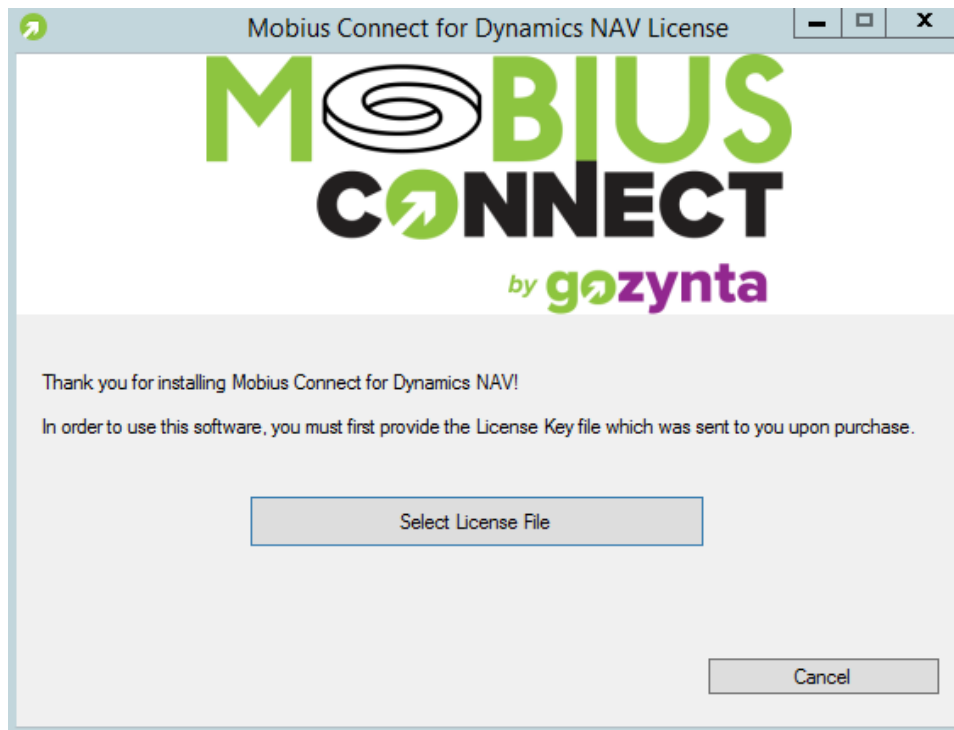 Mobius Connect for Dynamics NAV License
MOBIUS
CONNECT
by gozynta
Thank you for installing Mobius Connect for Dynamics NAV!
In order to use this software, you must first provide the License Key file which was sent to you upon purchase.
Select License File
Cancel